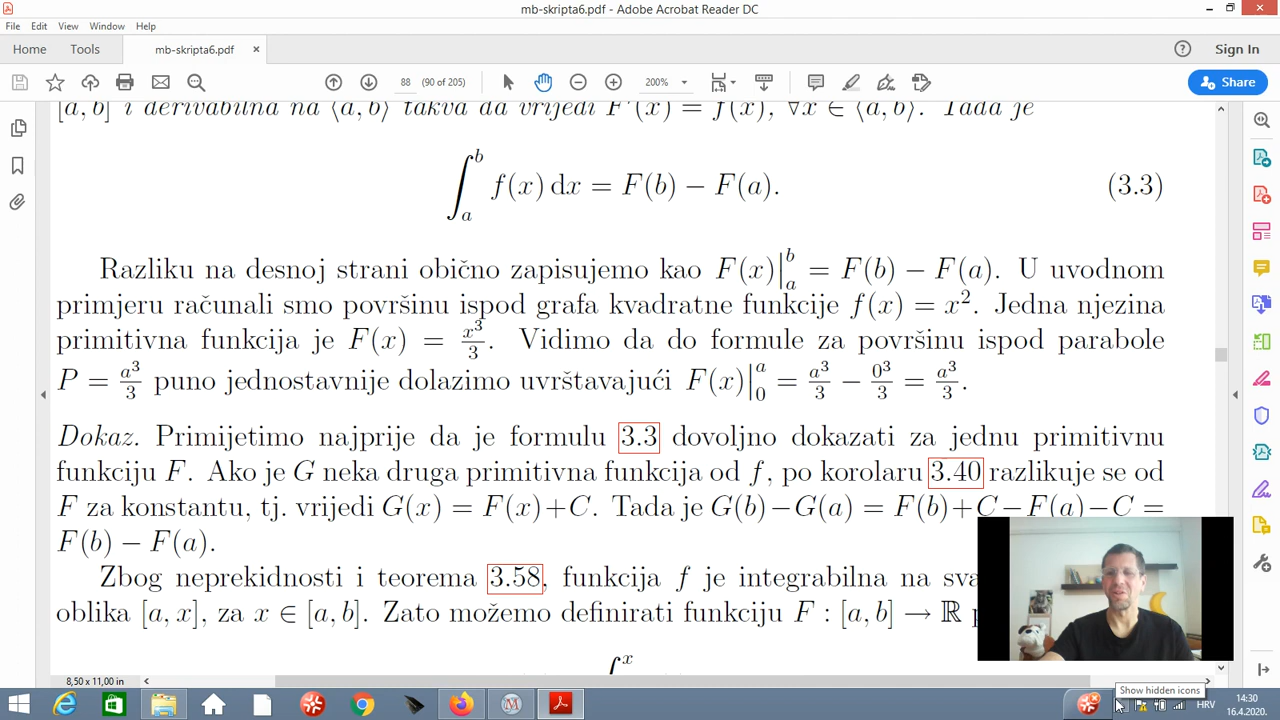 mb-skripta6.pdf - Adobe Acrobat Reader DC
File Edit View Window Help
Home Tools mb-skripta6.pdf × Sign In
88 (90 of 205) 200% Share
[a, b] i derivabilna na ⟨a, b⟩ takva da vrijedi F′(x) = f(x), ∀x ∈ ⟨a, b⟩. Tada je
∫_a^b f(x) dx = F(b) − F(a). (3.3)
Razliku na desnoj strani obično zapisujemo kao F(x)|_a^b = F(b) − F(a). U uvodnom
primjeru računali smo površinu ispod grafa kvadratne funkcije f(x) = x². Jedna njezina
primitivna funkcija je F(x) = x³/3. Vidimo da do formule za površinu ispod parabole
P = a³/3 puno jednostavnije dolazimo uvrštavajući F(x)|_0^a = a³/3 − 0³/3 = a³/3.
Dokaz. Primijetimo najprije da je formulu 3.3 dovoljno dokazati za jednu primitivnu
funkciju F. Ako je G neka druga primitivna funkcija od f, po korolaru 3.40 razlikuje se od
F za konstantu, tj. vrijedi G(x) = F(x)+C. Tada je G(b)−G(a) = F(b)+C−F(a)−C =
F(b) − F(a).
Zbog neprekidnosti i teorema 3.58, funkcija f je integrabilna na
oblika [a, x], za x ∈ [a, b]. Zato možemo definirati funkciju F : [a, b] → ℝ
8,50 x 11,00 in
Show hidden icons
HRV
14:30
16.4.2020.